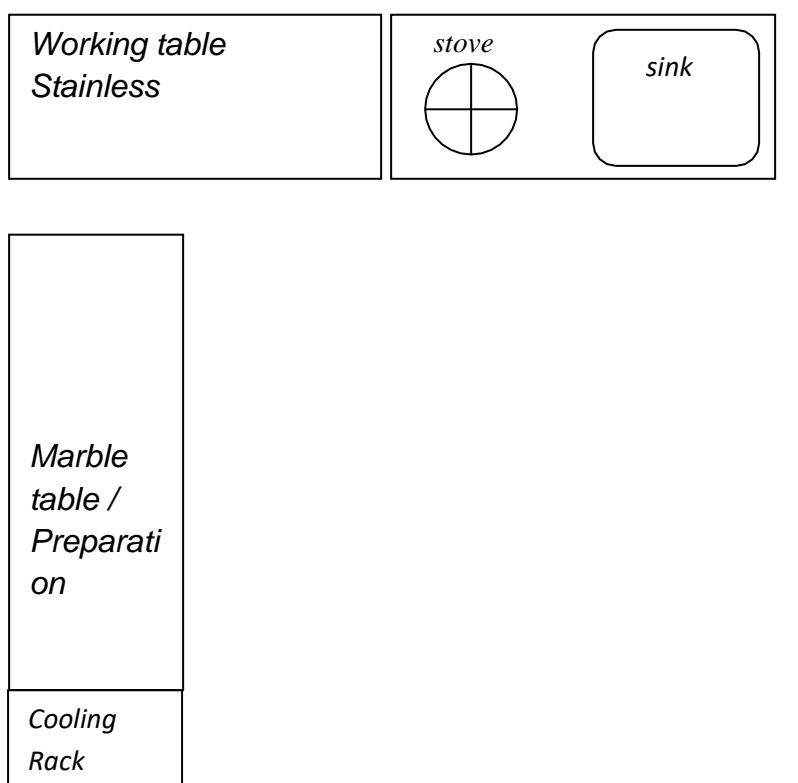 Working table
Stainless
stove
sink
Marble
table /
Preparati
on
Cooling
Rack